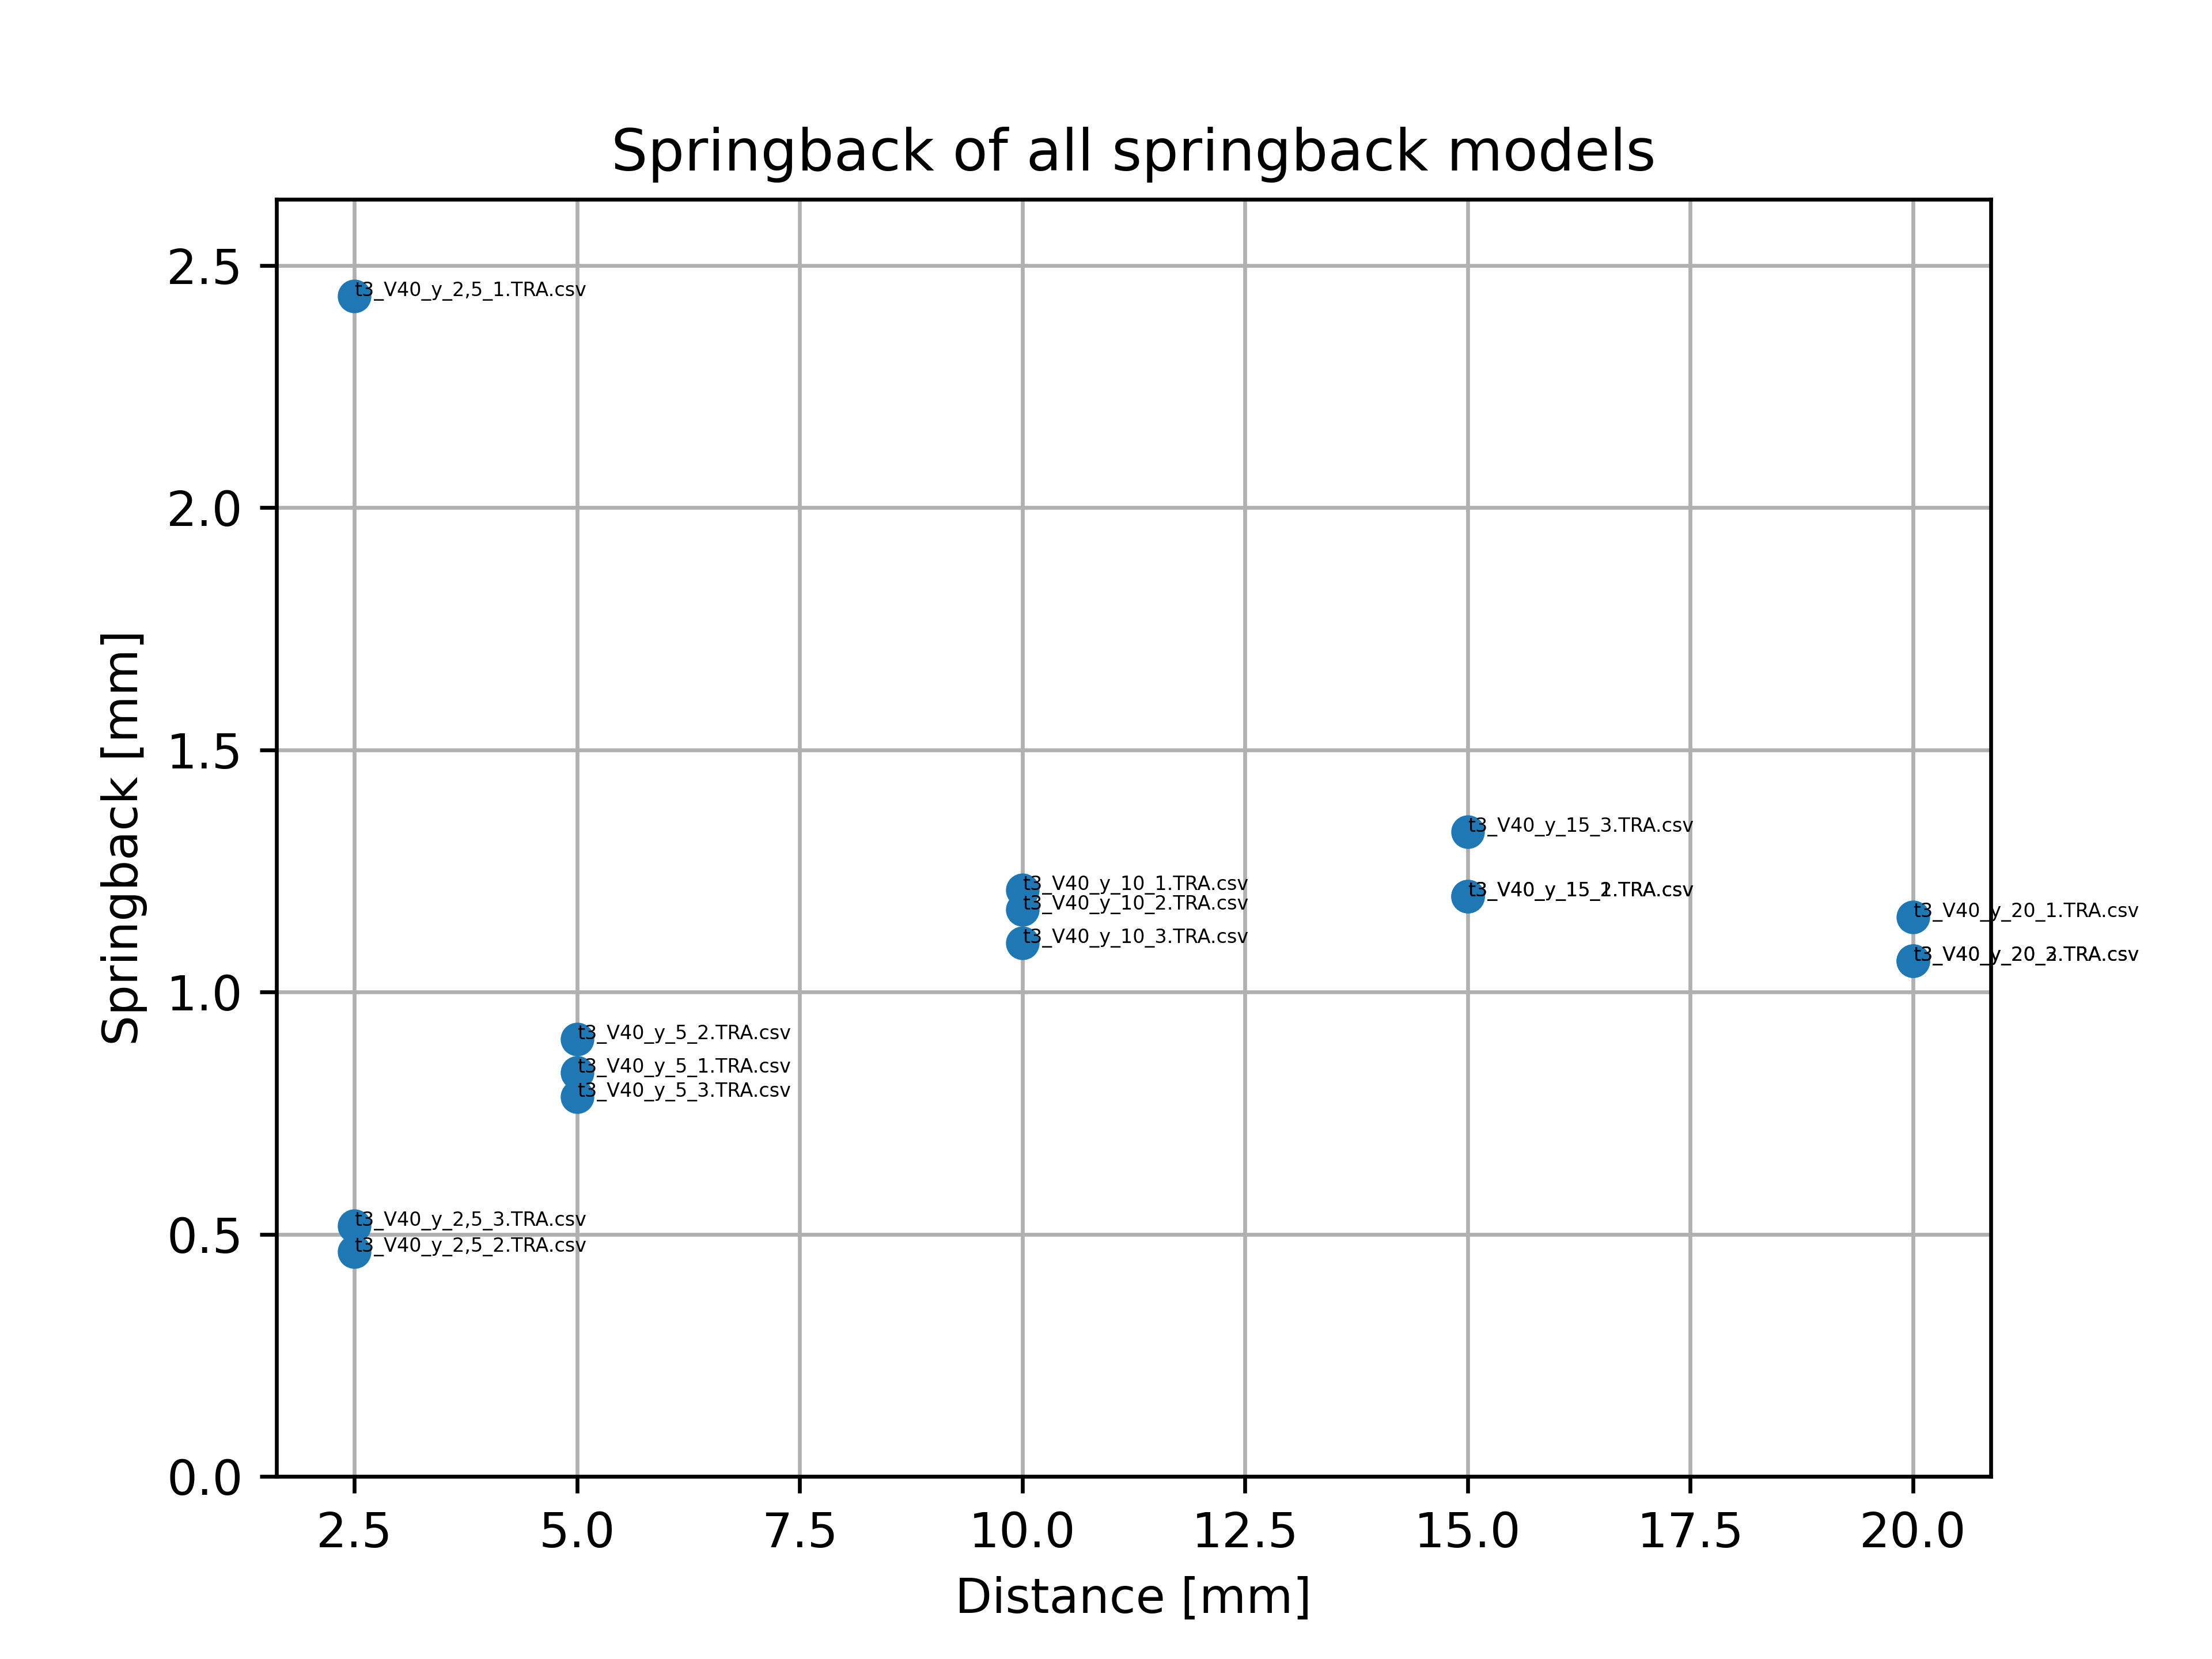 Springback of all springback models
2.5
2.0
1.5
1.0
0.5
0.0
Springback [mm]
t3_V40_y_2,5_1.TRA.csv
t3_V40_y_15_3.TRA.csv
t3_V40_y_10_1.TRA.csv
t3_V40_y_10_2.TRA.csv
t3_V40_y_10_3.TRA.csv
t3_V40_y_20_1.TRA.csv
t3_V40_y_5_2.TRA.csv
t3_V40_y_5_1.TRA.csv
t3_V40_y_5_3.TRA.csv
t3_V40_y_2,5_3.TRA.csv
t3_V40_y_2,5_2.TRA.csv
2.5 5.0 7.5 10.0 12.5 15.0 17.5 20.0
Distance [mm]